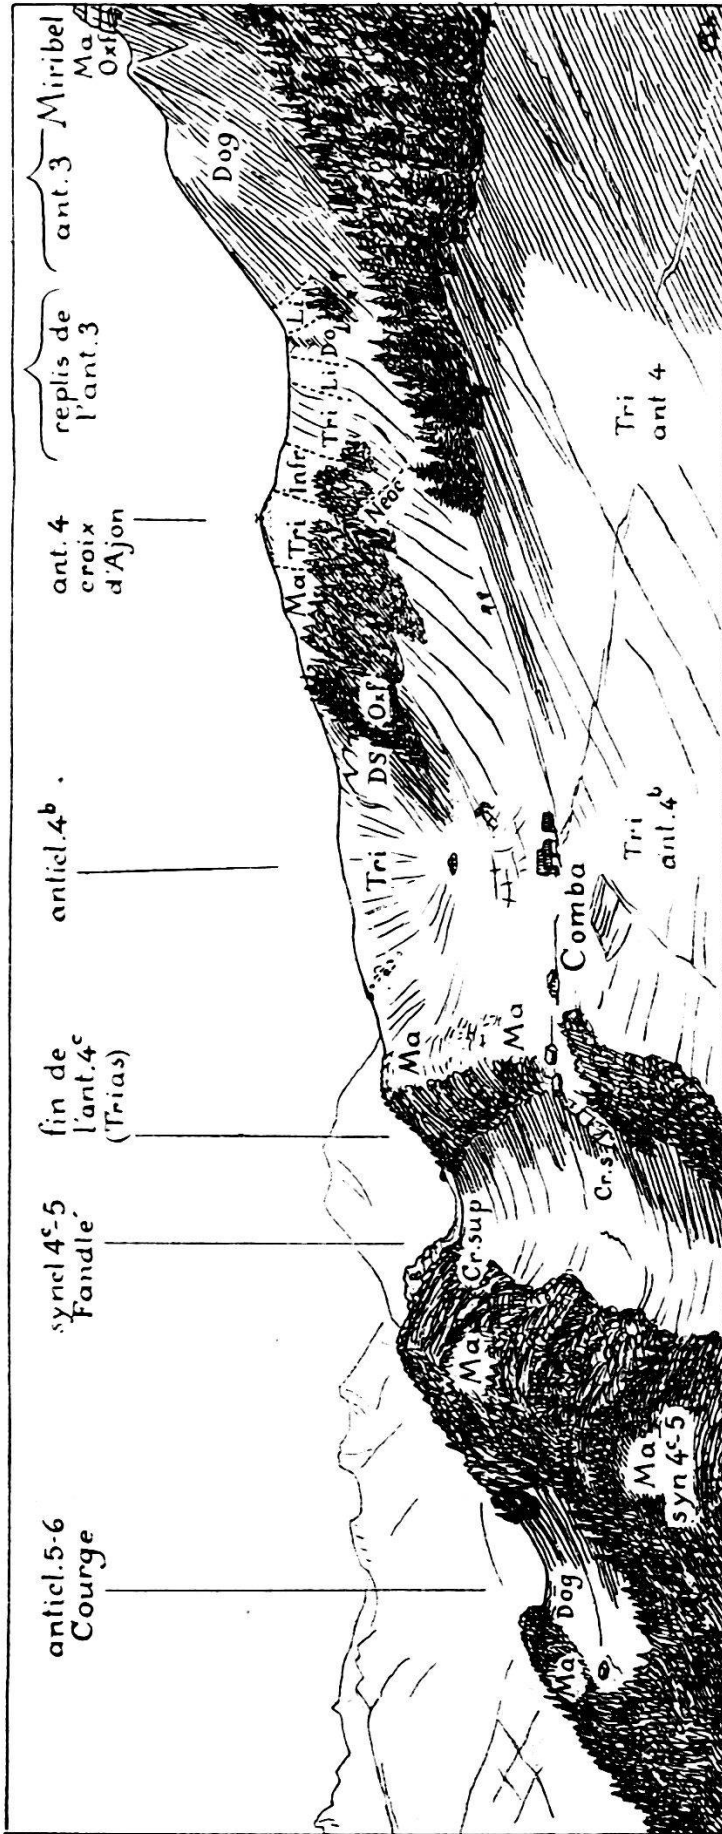 anticl.5-6
Courge
syncl 4ᶜ-5
Fandlé
fin de
l'ant.4ᶜ
(Trias)
anticl.4ᵇ.
ant.4
croix
d'Ajon
replis de
l'ant.3
ant.3
Miribel
Ma
Oxf
Dog
Li
Do
Li
Tri
Infr
Néoc
Tri
Ma
Oxf
DS
Tri
Ma
Ma
Cr.sup
Ma
Dog
Ma
Ma
syn 4ᶜ-5
Comba
Tri
ant.4ᵇ
Tri
ant 4